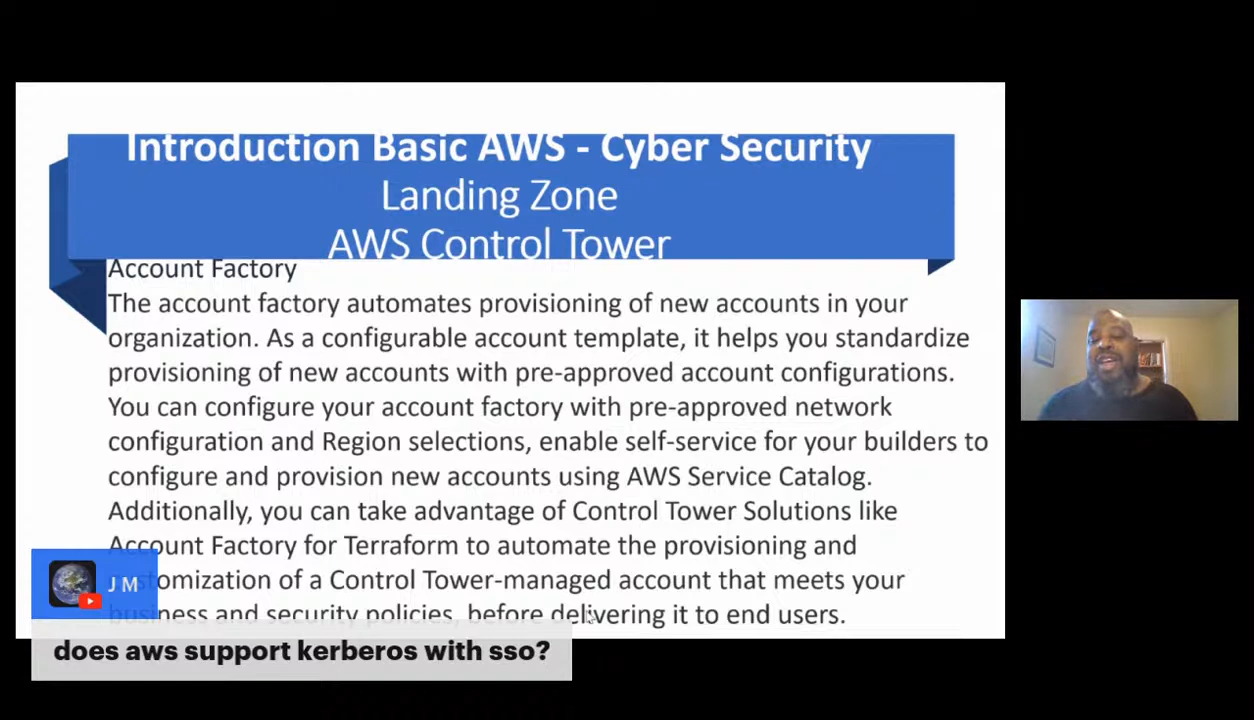 Introduction Basic AWS - Cyber Security
Landing Zone
AWS Control Tower
Account Factory
The account factory automates provisioning of new accounts in your
organization. As a configurable account template, it helps you standardize
provisioning of new accounts with pre-approved account configurations.
You can configure your account factory with pre-approved network
configuration and Region selections, enable self-service for your builders to
configure and provision new accounts using AWS Service Catalog.
Additionally, you can take advantage of Control Tower Solutions like
Account Factory for Terraform to automate the provisioning and
customization of a Control Tower-managed account that meets your
business and security policies, before delivering it to end users.
J M
does aws support kerberos with sso?